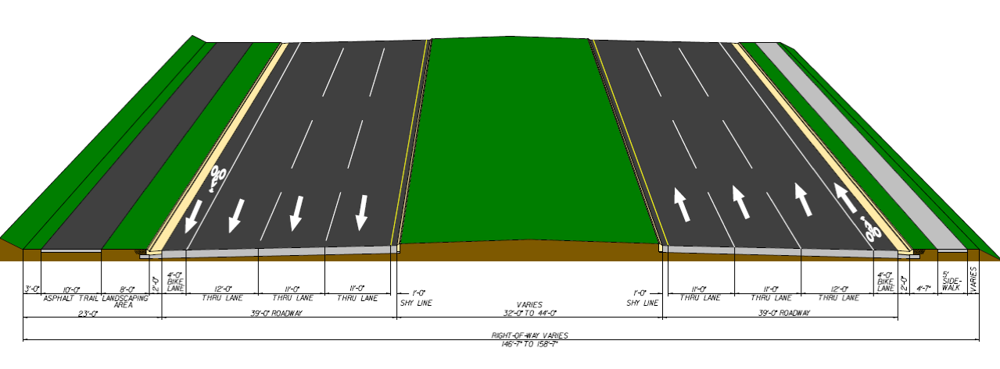 3'-0"
10'-0"
ASPHALT TRAIL
8'-0"
LANDSCAPING
AREA
2'-0"
4'-0"
BIKE
LANE
12'-0"
THRU LANE
11'-0"
THRU LANE
11'-0"
THRU LANE
1'-0"
SHY LINE
VARIES
32'-0" TO 44'-0"
1'-0"
SHY LINE
11'-0"
THRU LANE
11'-0"
THRU LANE
12'-0"
THRU LANE
4'-0"
BIKE
LANE
2'-0"
4'-7"
5'
SIDE-
WALK
VARIES
23'-0"
39'-0" ROADWAY
39'-0" ROADWAY
RIGHT-OF-WAY VARIES
146'-7" TO 158'-7"